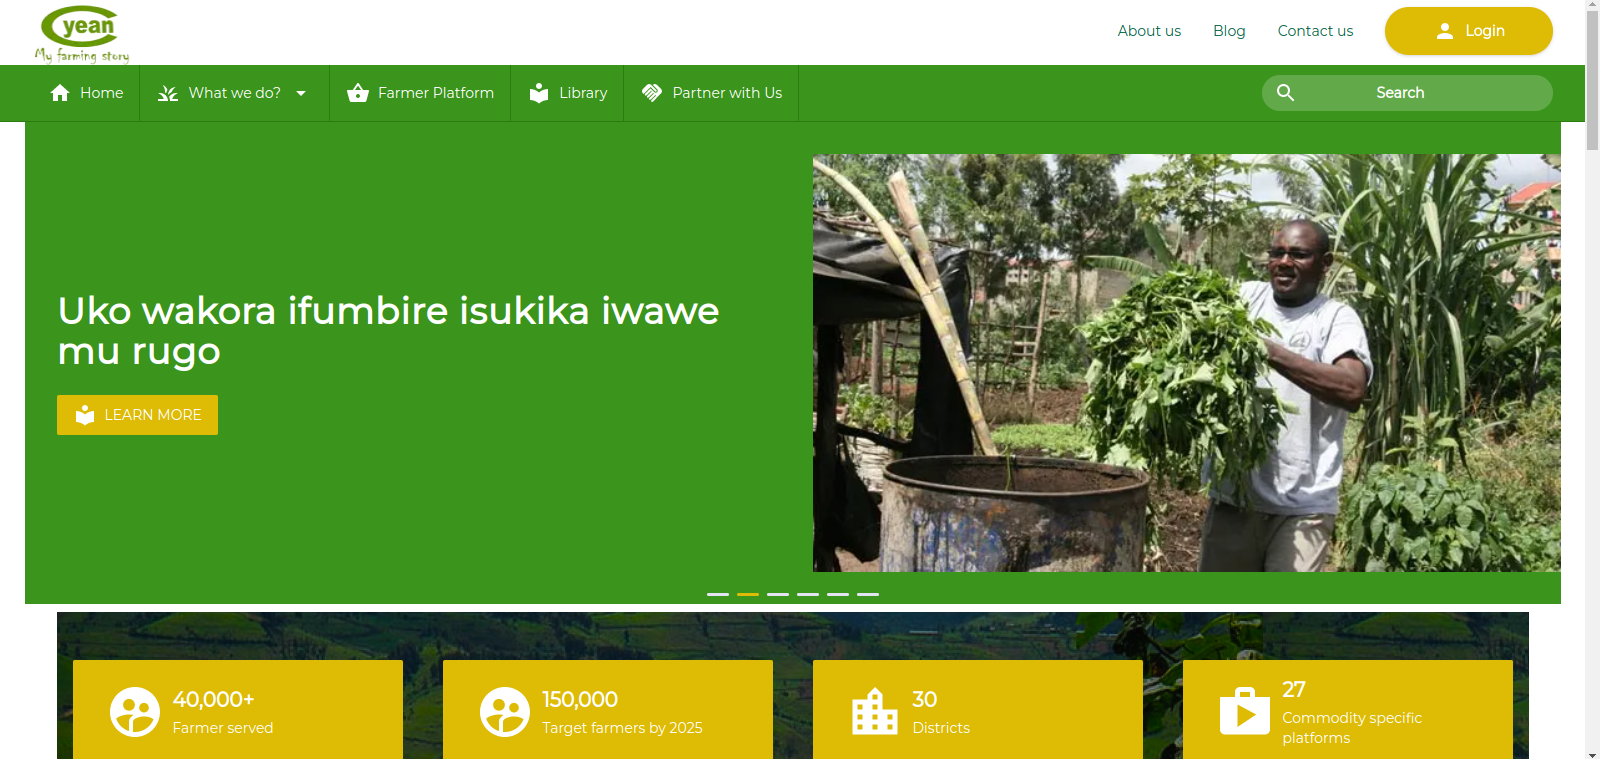 yean
My farming story
About us
Blog
Contact us
Login
Home
What we do?
Farmer Platform
Library
Partner with Us
Search
Uko wakora ifumbire isukika iwawe
mu rugo
LEARN MORE
40,000+
Farmer served
150,000
Target farmers by 2025
30
Districts
27
Commodity specific
platforms